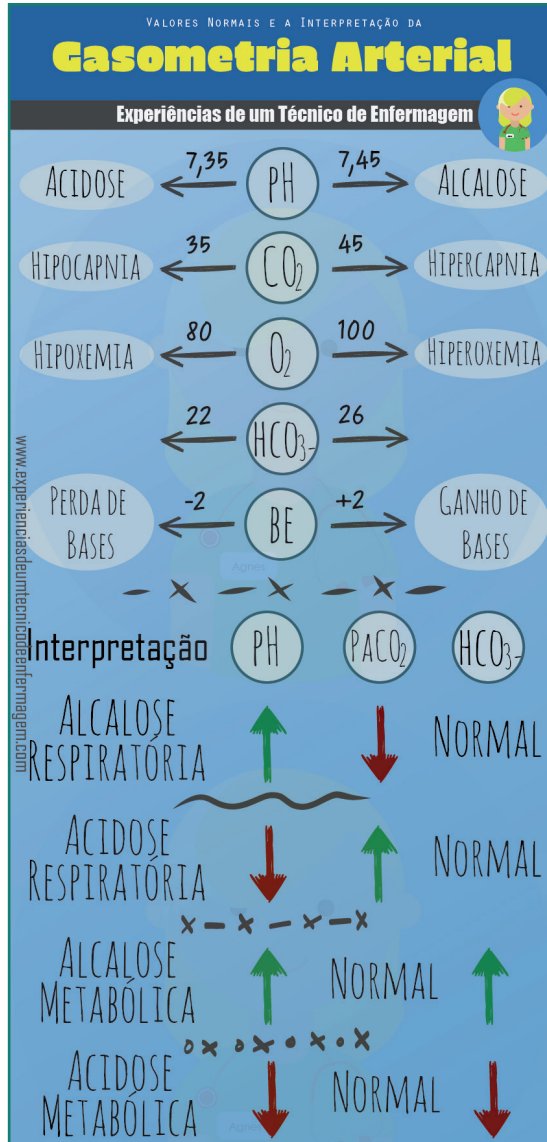 Valores Normais e a Interpretação da
Gasometria Arterial
Experiências de um Técnico de Enfermagem
Acidose 7,35 PH 7,45 Alcalose
Hipocapnia 35 CO₂ 45 Hipercapnia
Hipoxemia 80 O₂ 100 Hiperoxemia
22 HCO₃- 26
Perda de Bases -2 BE +2 Ganho de Bases
www.experienciasdeumtecnicodeenfermagem.com
Agnes
Interpretação PH PACO₂ HCO₃-
Alcalose Respiratória Normal
Acidose Respiratória Normal
Alcalose Metabólica Normal
Acidose Metabólica Normal
Agnes